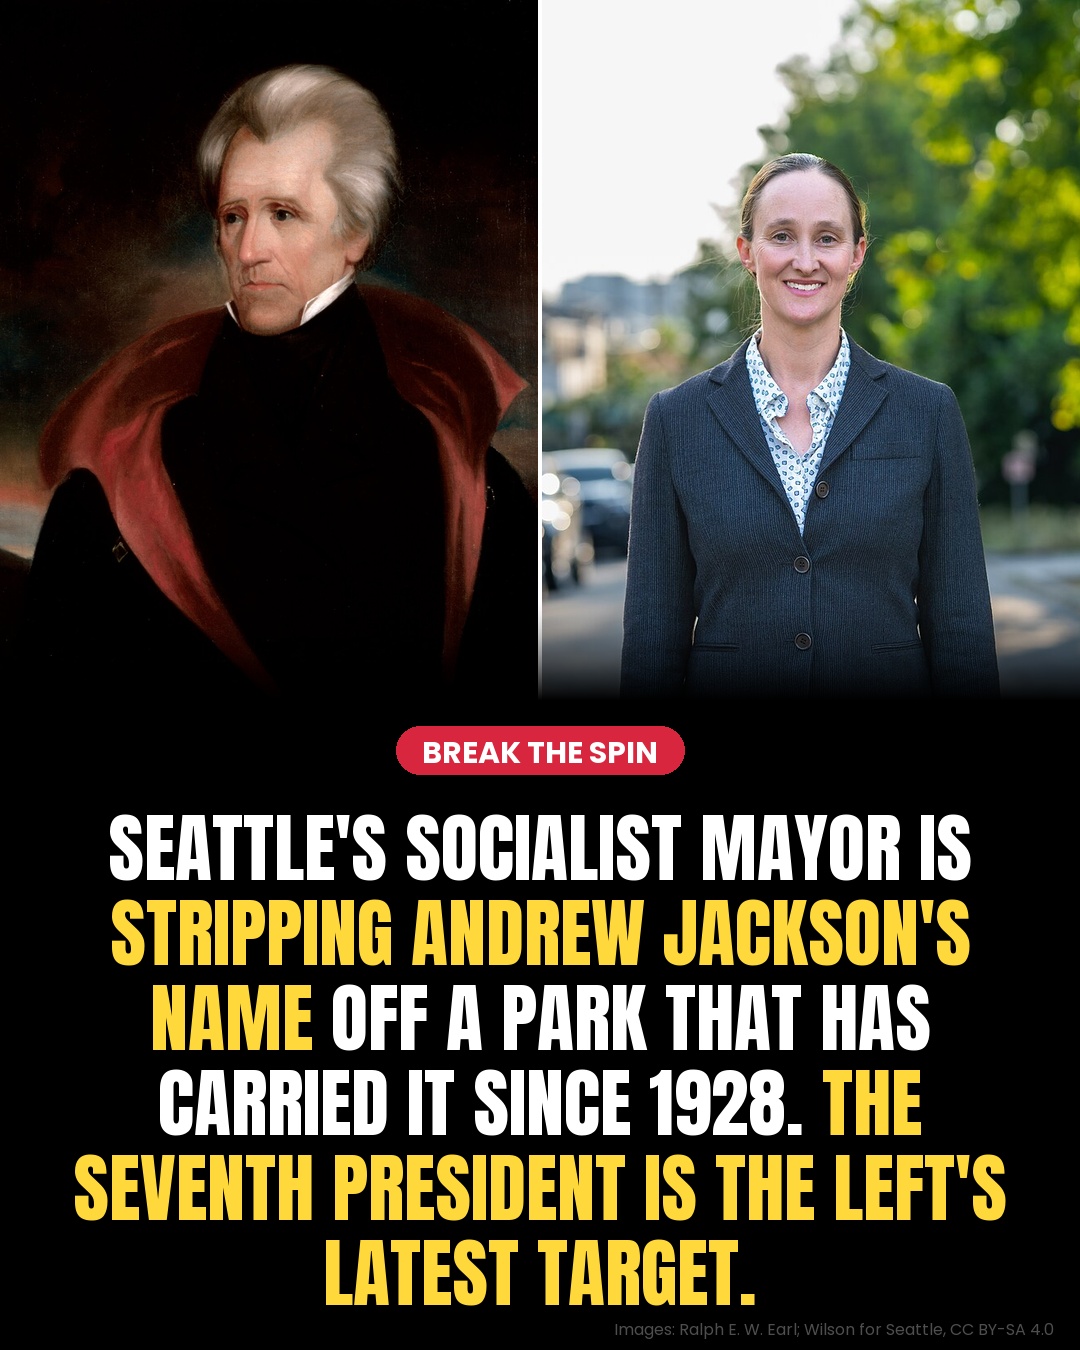 BREAK THE SPIN
SEATTLE'S SOCIALIST MAYOR IS
STRIPPING ANDREW JACKSON'S
NAME OFF A PARK THAT HAS
CARRIED IT SINCE 1928. THE
SEVENTH PRESIDENT IS THE LEFT'S
LATEST TARGET.
Images: Ralph E. W. Earl; Wilson for Seattle, CC BY-SA 4.0